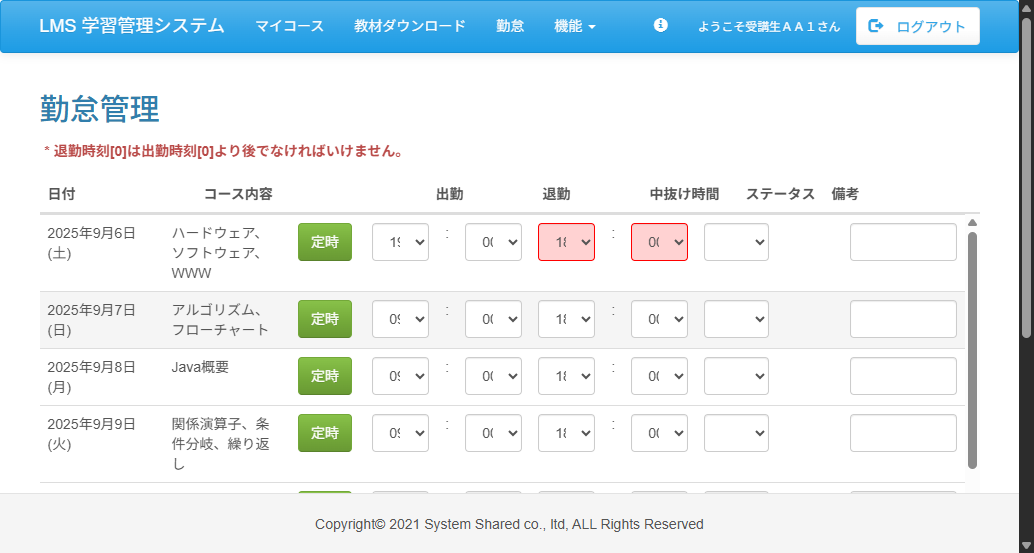 LMS 学習管理システム マイコース 教材ダウンロード 勤怠 機能 ようこそ受講生ＡＡ１さん ログアウト
勤怠管理
* 退勤時刻[0]は出勤時刻[0]より後でなければいけません。
日付 コース内容 出勤 退勤 中抜け時間 ステータス 備考
2025年9月6日 ハードウェア、 定時 19 : 00 18 : 00
(土) ソフトウェア、
WWW
2025年9月7日 アルゴリズム、 定時 09 : 00 18 : 00
(日) フローチャート
2025年9月8日 Java概要 定時 09 : 00 18 : 00
(月)
2025年9月9日 関係演算子、条 定時 09 : 00 18 : 00
(火) 件分岐、繰り返
し
Copyright© 2021 System Shared co., ltd, ALL Rights Reserved